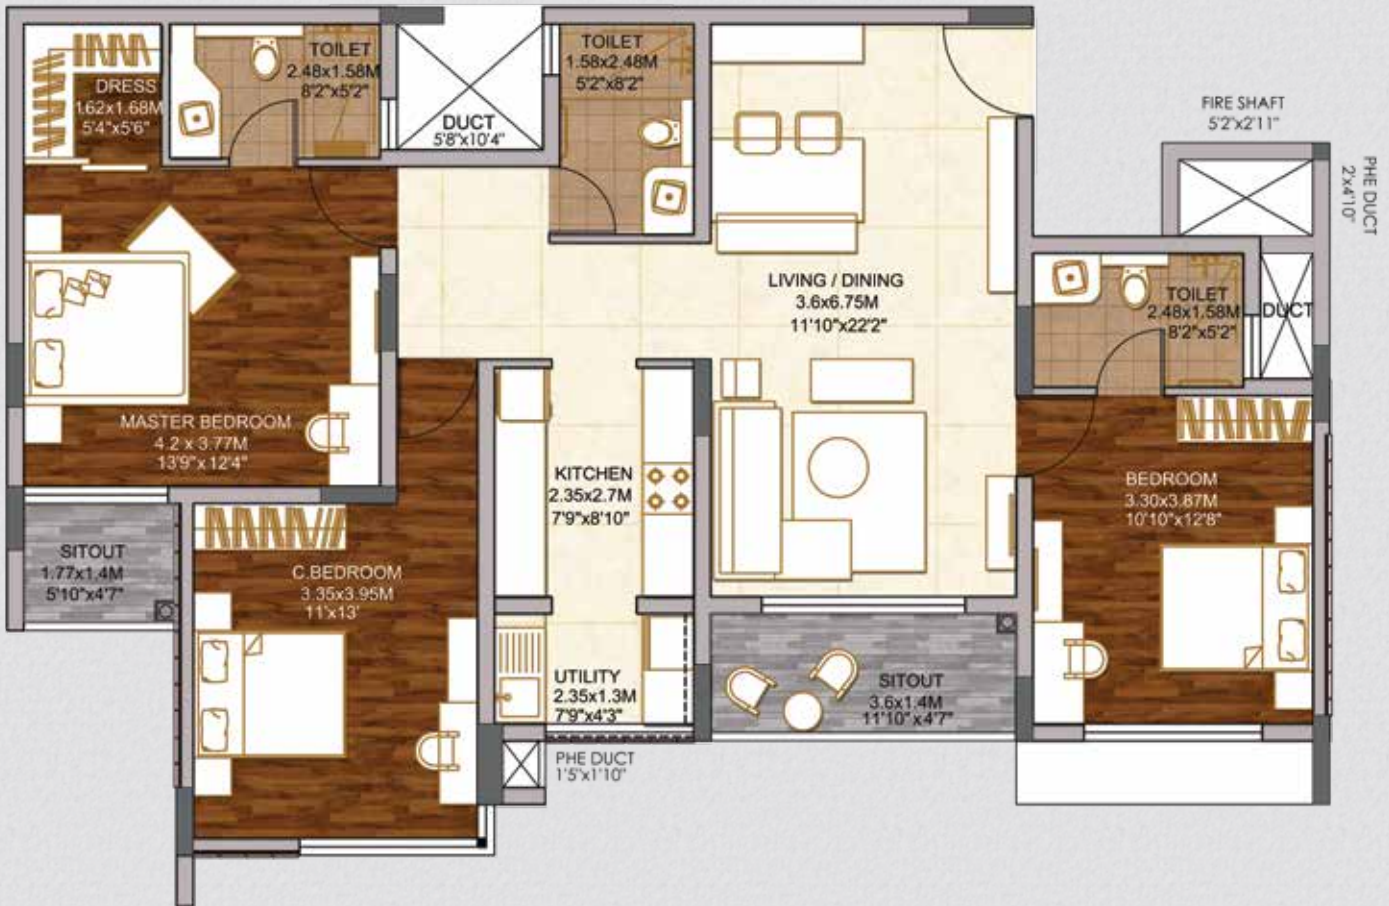 TOILET
2.48x1.58M
8'2"x5'2"
DRESS
1.62x1.68M
5'4"x5'6"
DUCT
5'8"x10'4"
TOILET
1.58x2.48M
5'2"x8'2"
FIRE SHAFT
5'2"x2'11"
PHE DUCT
2'x4'10"
LIVING / DINING
3.6x6.75M
11'10"x22'2"
TOILET
2.48x1.58M
8'2"x5'2"
DUCT
MASTER BEDROOM
4.2 x 3.77M
13'9"x 12'4"
KITCHEN
2.35x2.7M
7'9"x8'10"
BEDROOM
3.30x3.87M
10'10"x12'8"
SITOUT
1.77x1.4M
5'10"x4'7"
C.BEDROOM
3.35x3.95M
11'x13'
UTILITY
2.35x1.3M
7'9"x4'3"
SITOUT
3.6x1.4M
11'10"x4'7"
PHE DUCT
1'5"x1'10"